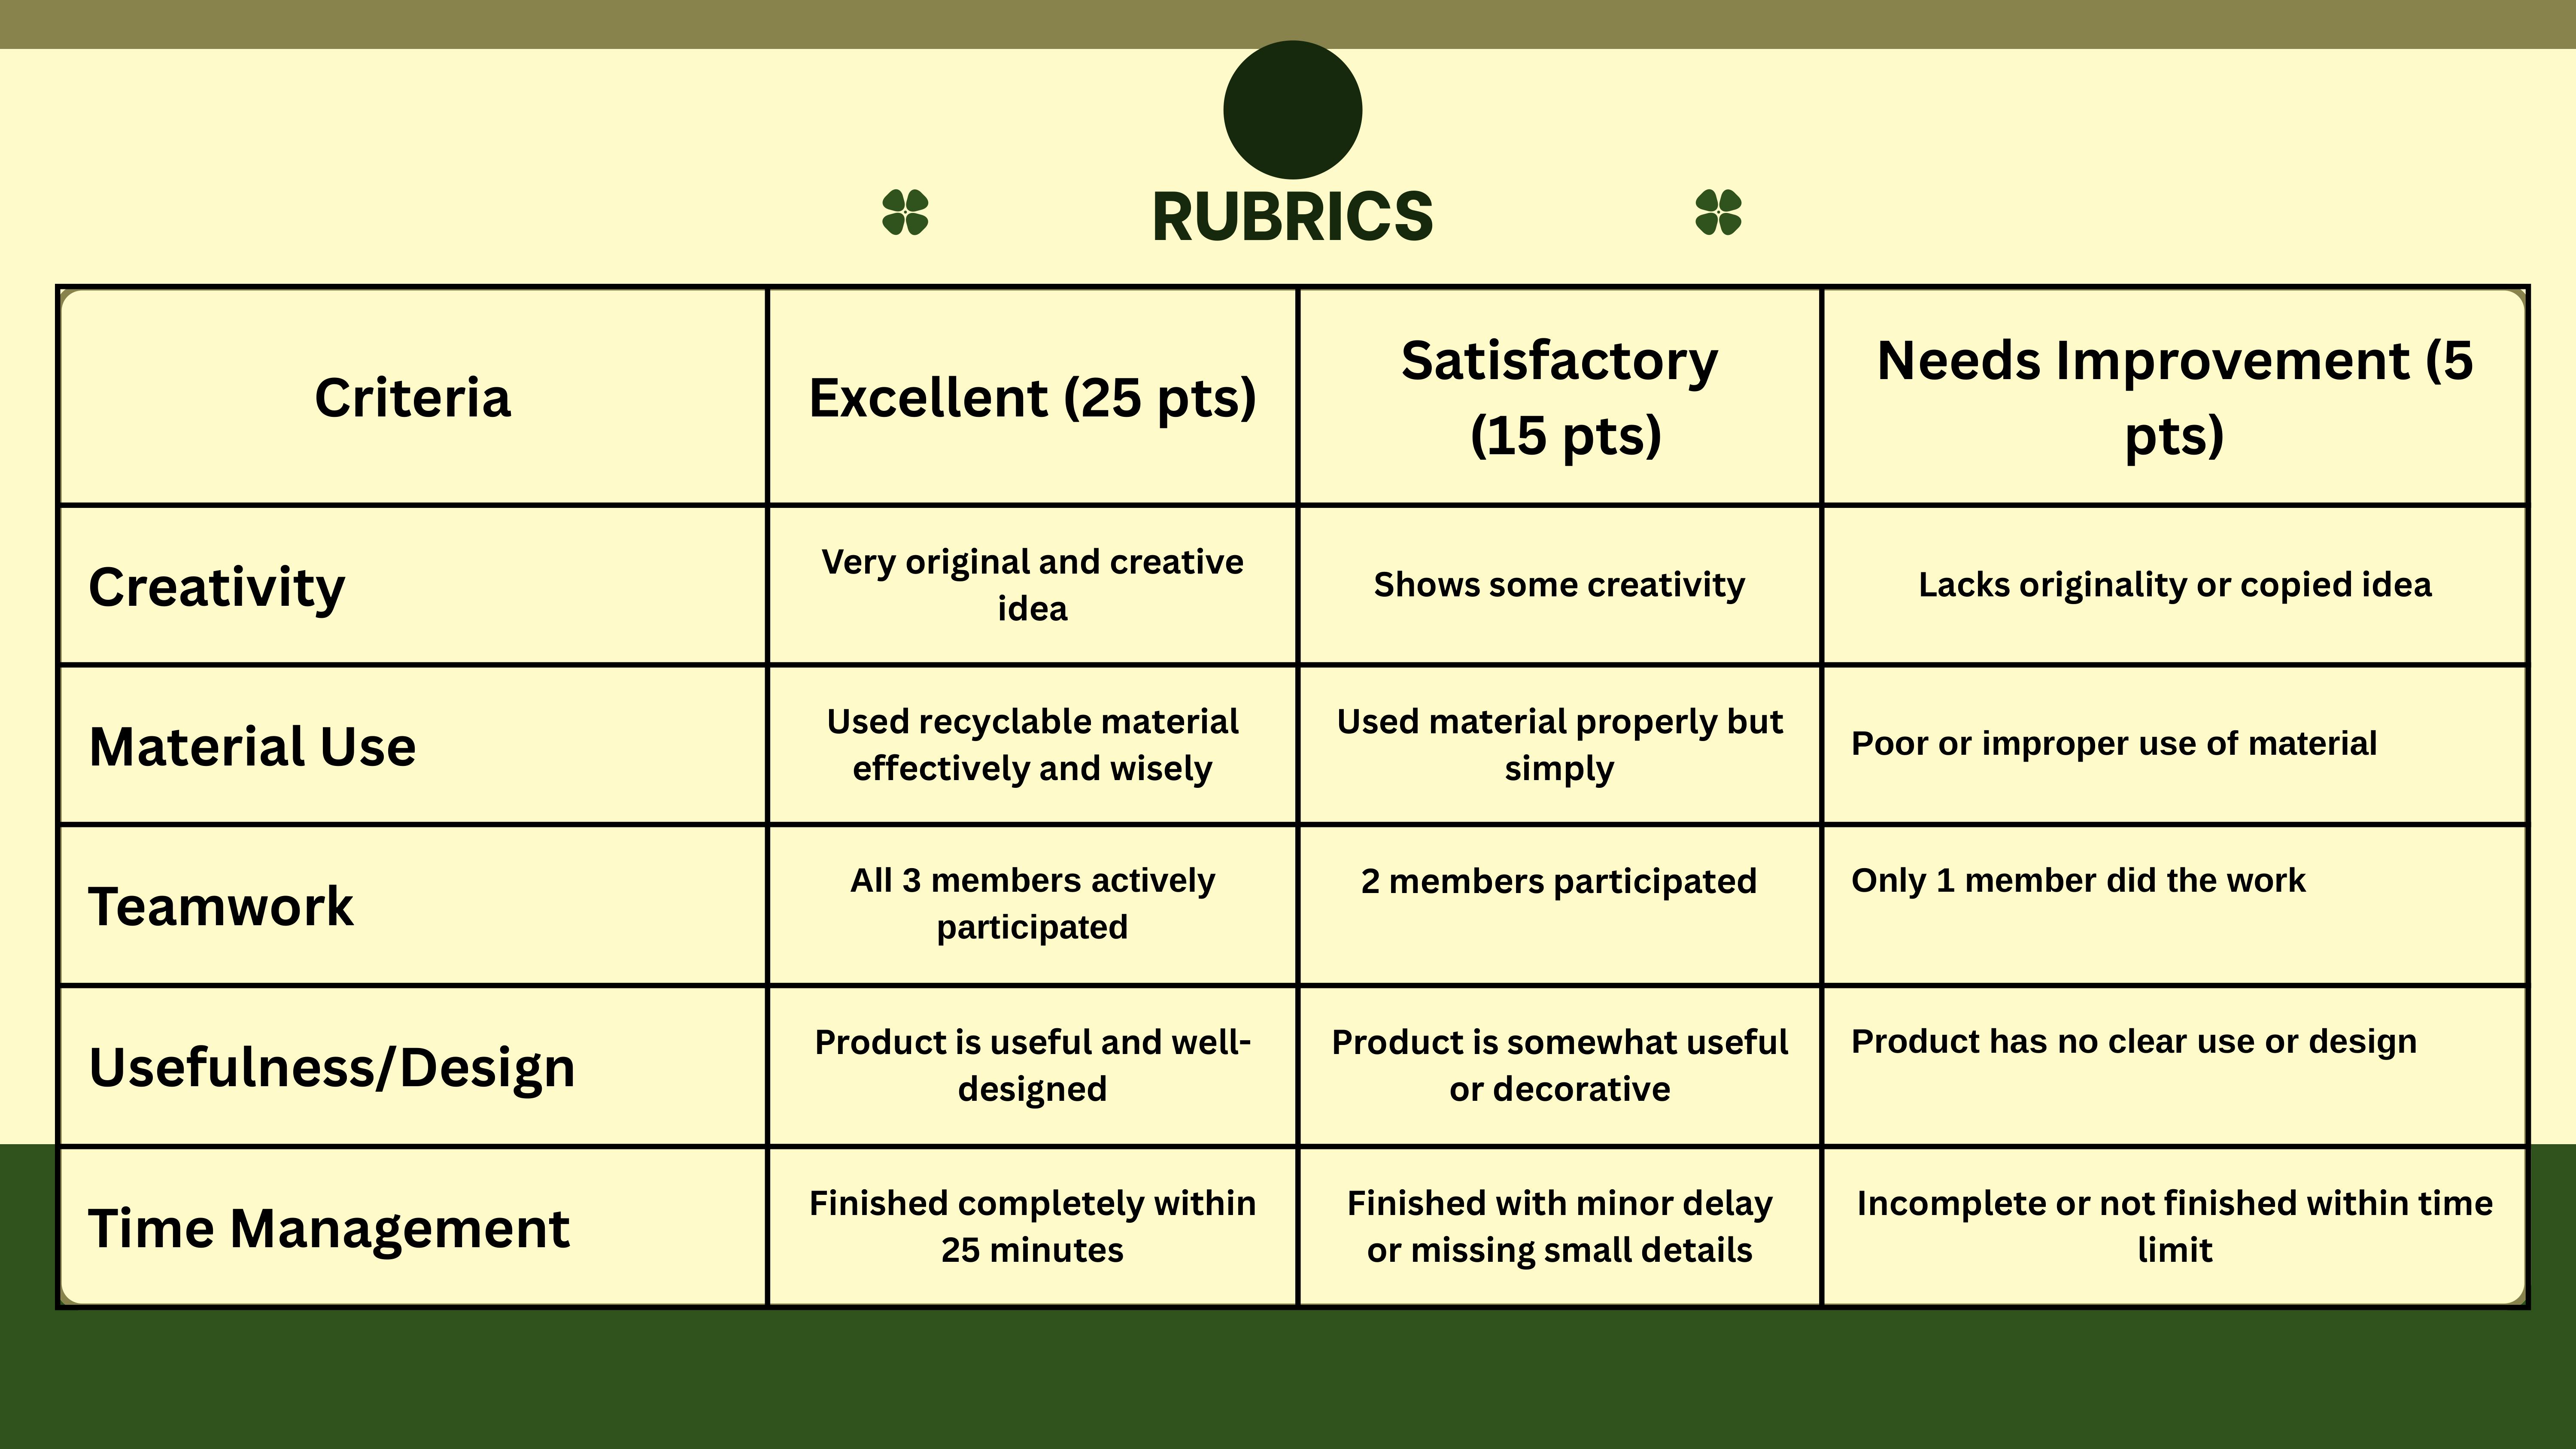 RUBRICS
Criteria
Excellent (25 pts)
Satisfactory
(15 pts)
Needs Improvement (5
pts)
Creativity
Very original and creative
idea
Shows some creativity
Lacks originality or copied idea
Material Use
Used recyclable material
effectively and wisely
Used material properly but
simply
Poor or improper use of material
Teamwork
All 3 members actively
participated
2 members participated
Only 1 member did the work
Usefulness/Design
Product is useful and well-
designed
Product is somewhat useful
or decorative
Product has no clear use or design
Time Management
Finished completely within
25 minutes
Finished with minor delay
or missing small details
Incomplete or not finished within time
limit